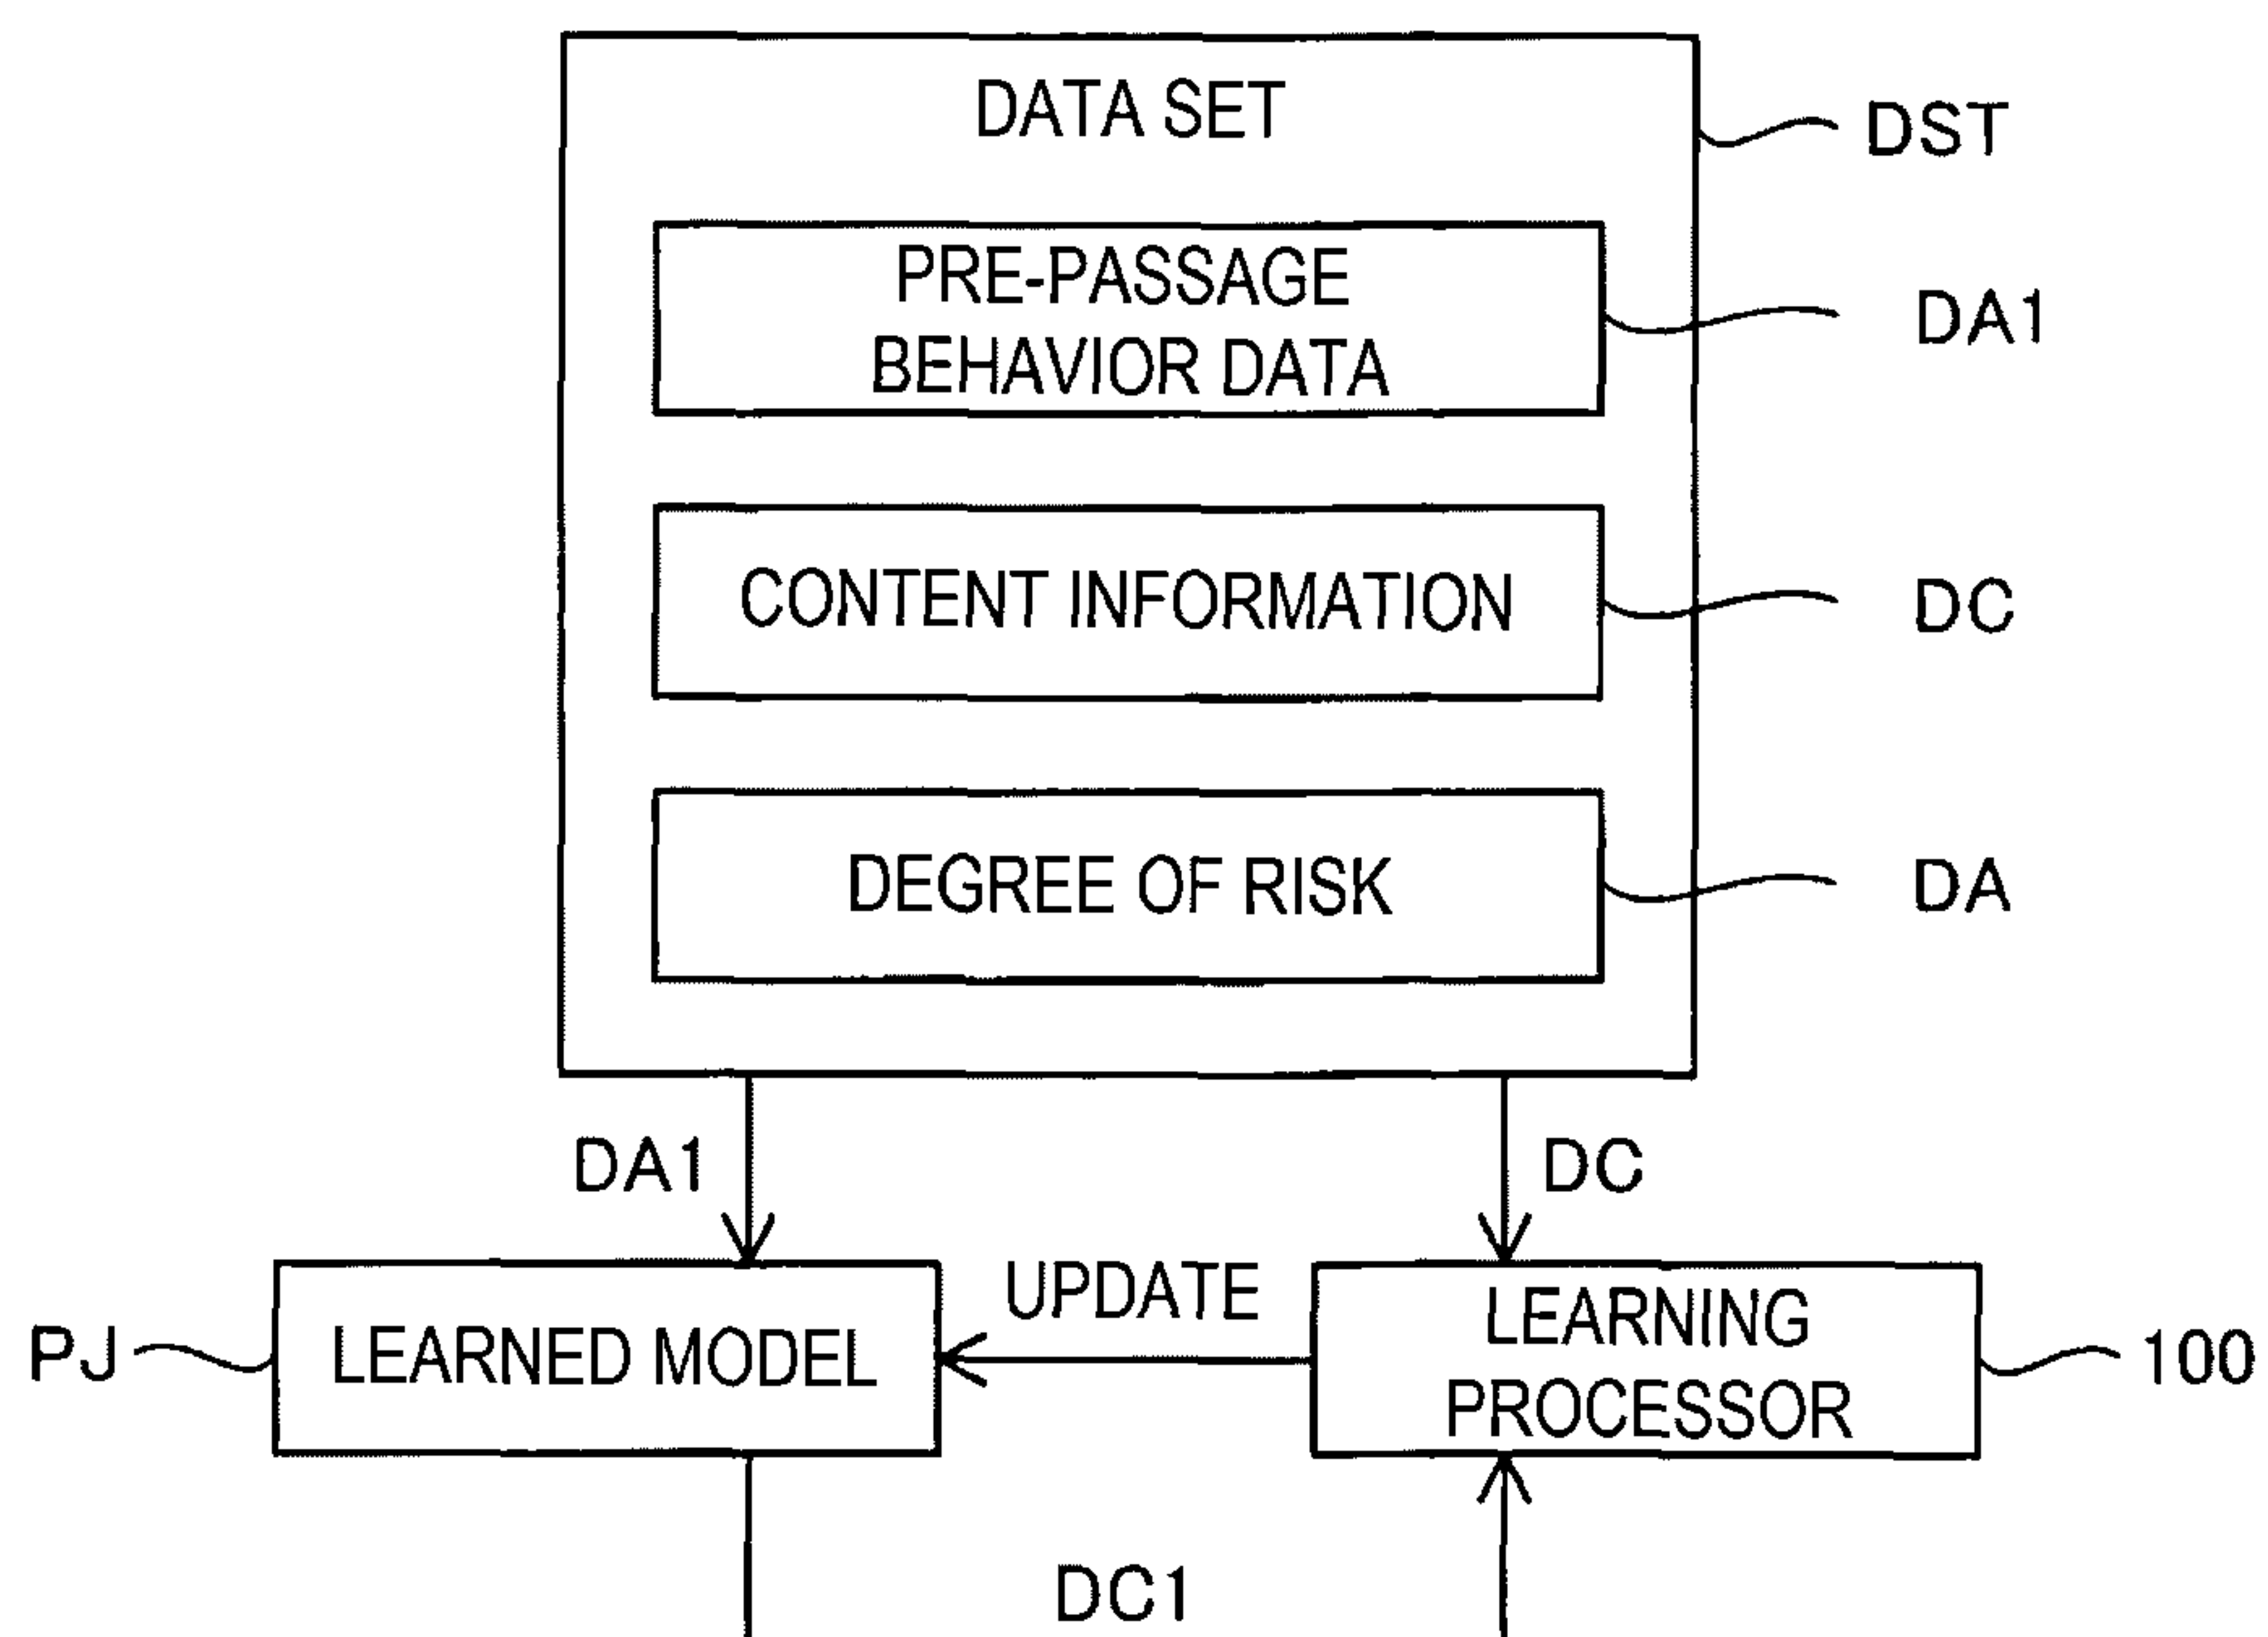 DATA SET
DST
PRE-PASSAGE
BEHAVIOR DATA
DA1
CONTENT INFORMATION
DC
DEGREE OF RISK
DA
DA1
DC
UPDATE
PJ
LEARNED MODEL
LEARNING
PROCESSOR
100
DC1